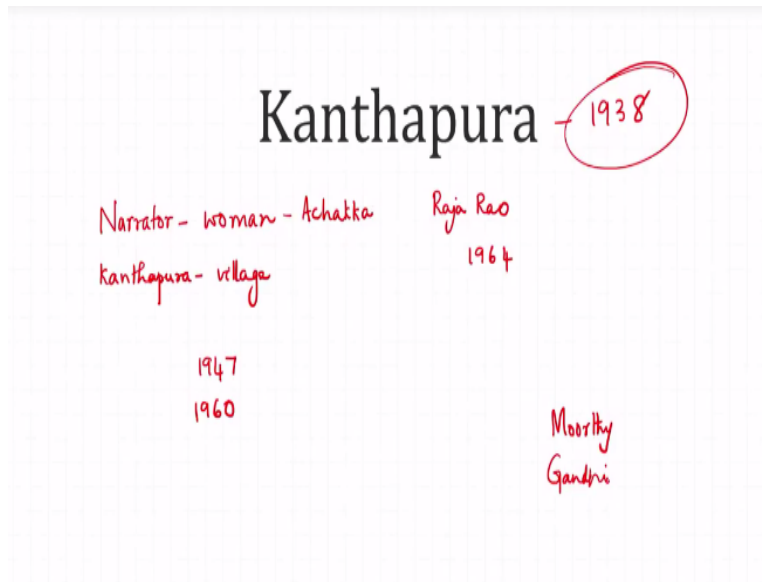 Kanthapura - 1938
Narrator - woman - Achakka
Raja Rao
1964
Kanthapura - village
1947
1960
Moorthy
Gandhi